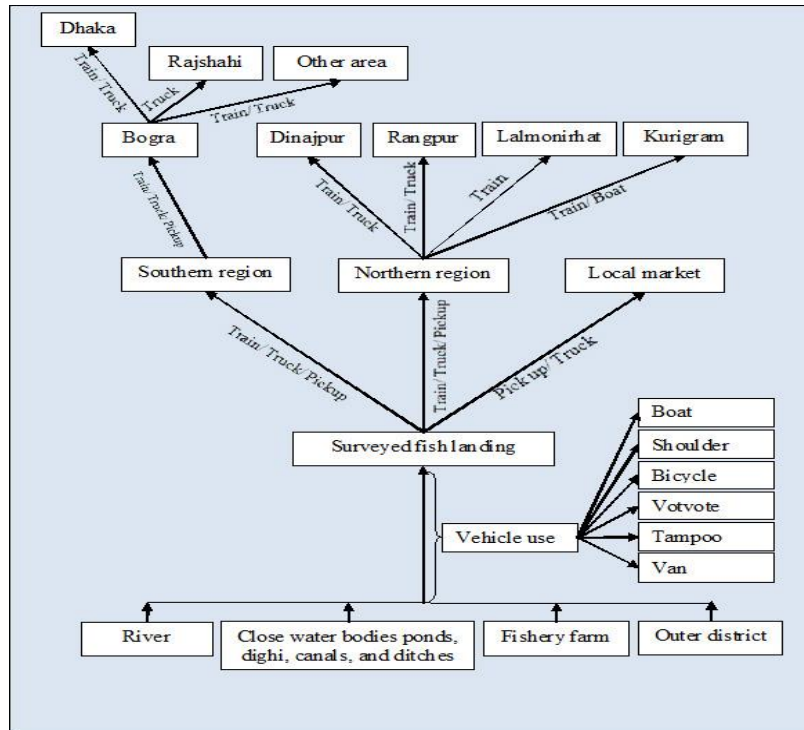 Dhaka
Rajshahi
Other area
Train/Truck
Truck
Train/Truck
Bogra
Dinajpur
Rangpur
Lalmonirhat
Kurigram
Train/Truck/Pickup
Train/Truck
Train/Truck
Train
Train/Boat
Southern region
Northern region
Local market
Train/Truck/Pickup
Train/Truck/Pickup
Pickup/Truck
Surveyed fish landing
Boat
Shoulder
Bicycle
Votvote
Tampoo
Van
Vehicle use
River
Close water bodies ponds,
dighi, canals, and ditches
Fishery farm
Outer district